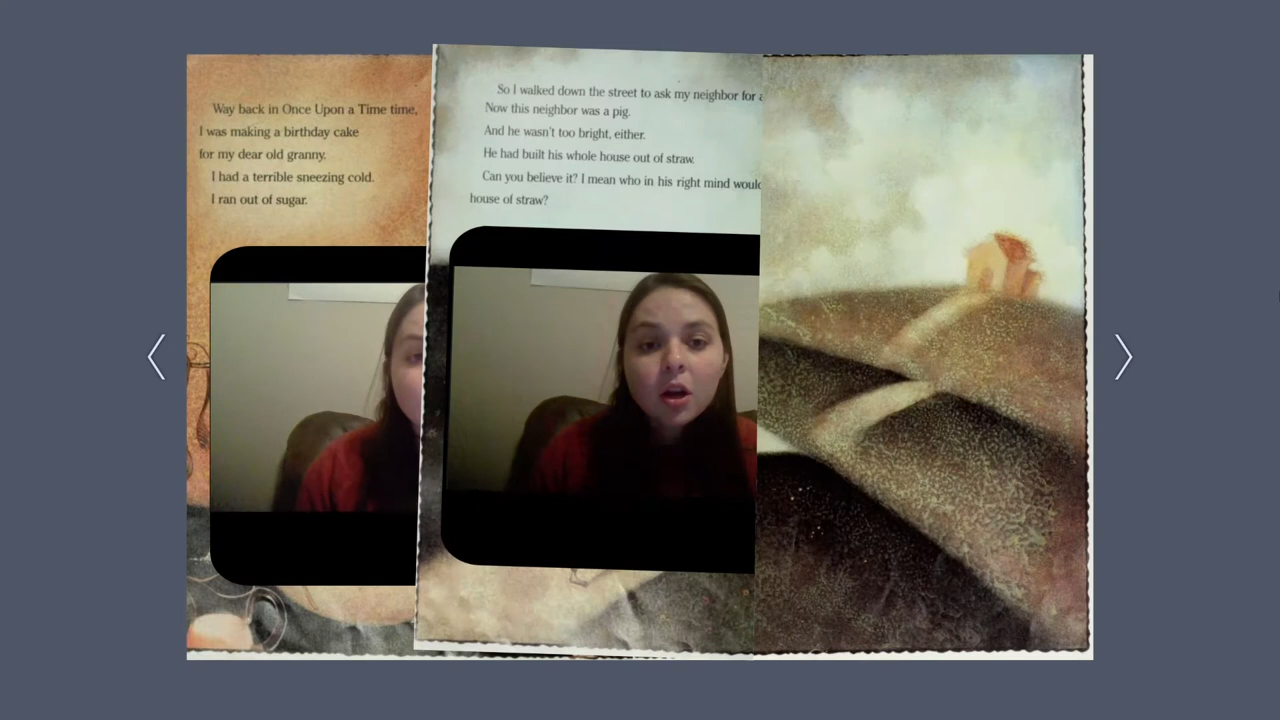 Way back in Once Upon a Time time,
I was making a birthday cake
for my dear old granny.
I had a terrible sneezing cold.
I ran out of sugar.
So I walked down the street to ask my neighbor for a
Now this neighbor was a pig.
And he wasn't too bright, either.
He had built his whole house out of straw.
Can you believe it? I mean who in his right mind would
house of straw?